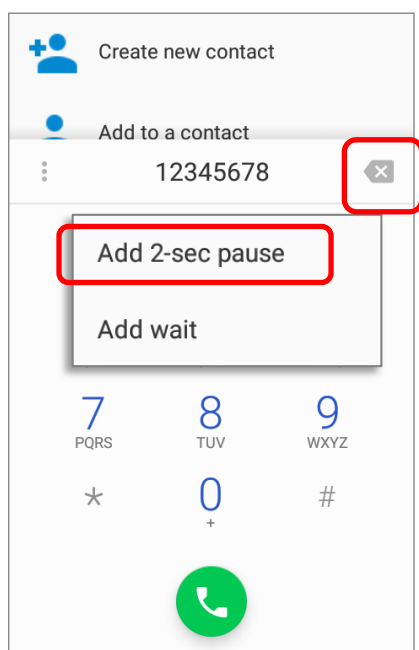 Create new contact
Add to a contact
12345678
Add 2-sec pause
Add wait
7 8 9
PQRS TUV WXYZ
* 0 #
+